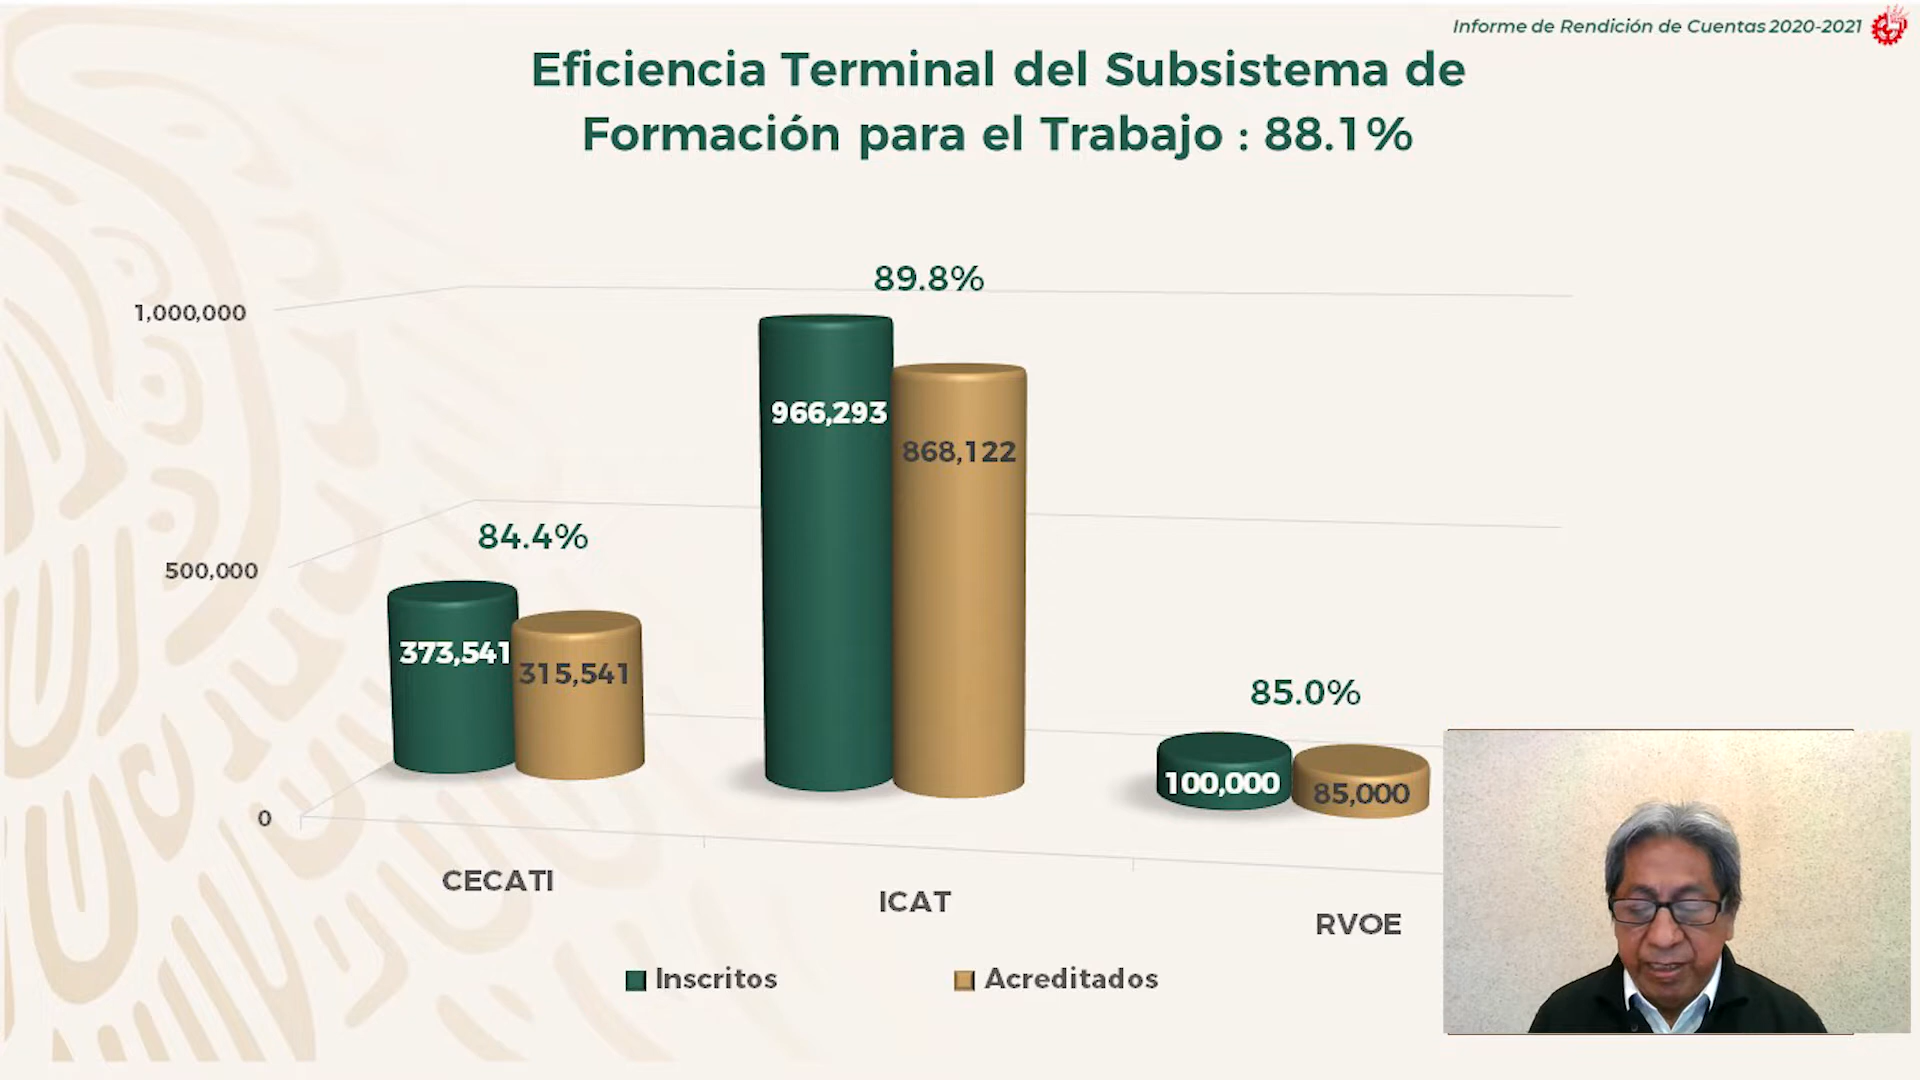 Informe de Rendición de Cuentas 2020-2021
Eficiencia Terminal del Subsistema de
Formación para el Trabajo : 88.1%
89.8%
1,000,000
966,293
868,122
84.4%
500,000
373,541
315,541
85.0%
100,000
85,000
0
CECATI
ICAT
RVOE
Inscritos
Acreditados